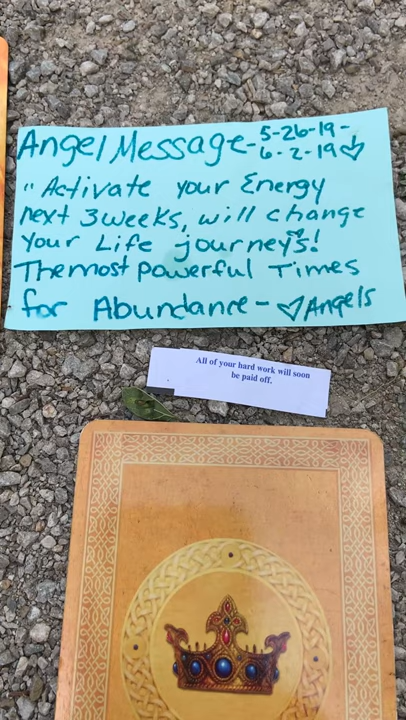 Angel Message - 5-26-19 -
6-2-19♡
"Activate your Energy
next 3 weeks, will change
Your Life journeys!
The most powerful Times
for Abundance - ♡ Angels
All of your hard work will soon
be paid off.